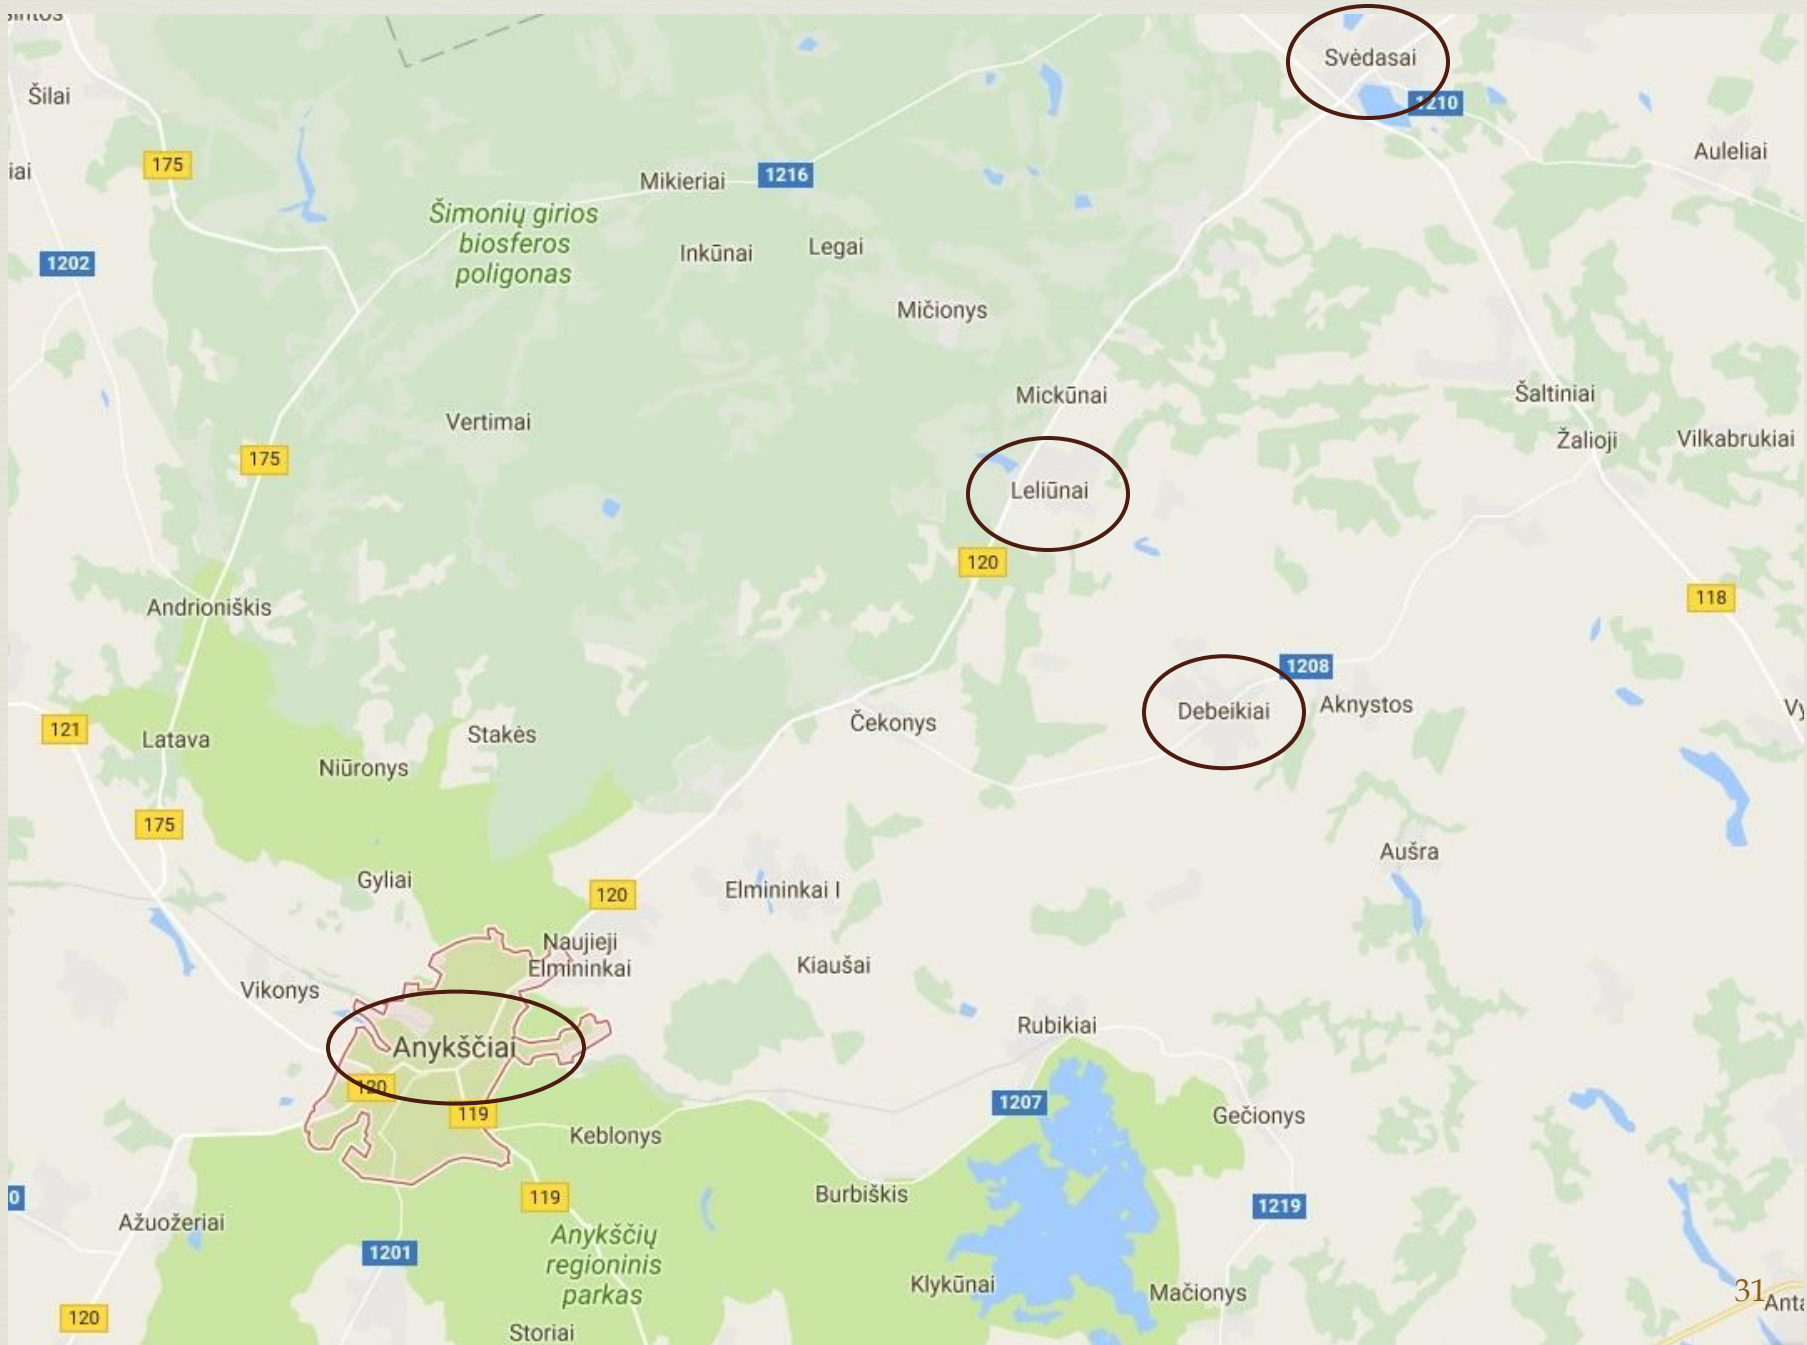 Svėdasai
1210
Šilai
175
Auleliai
Mikieriai
1216
Šimonių girios
biosferos
poligonas
Inkūnai
Legai
1202
Mičionys
Mickūnai
Šaltiniai
Vertimai
Žalioji
Vilkabrukiai
175
Leliūnai
120
118
Andrioniškis
1208
Debeikiai
Aknystos
121
Latava
Stakės
Čekonys
Niūronys
175
Aušra
Gyliai
120
Elmininkai I
Naujieji
Elmininkai
Kiaušai
Vikonys
Rubikiai
Anykščiai
120
119
1207
Gečionys
Keblonys
119
Burbiškis
1219
Ažuožeriai
1201
Anykščių
regioninis
parkas
Klykūnai
Mačionys
31
120
Storiai